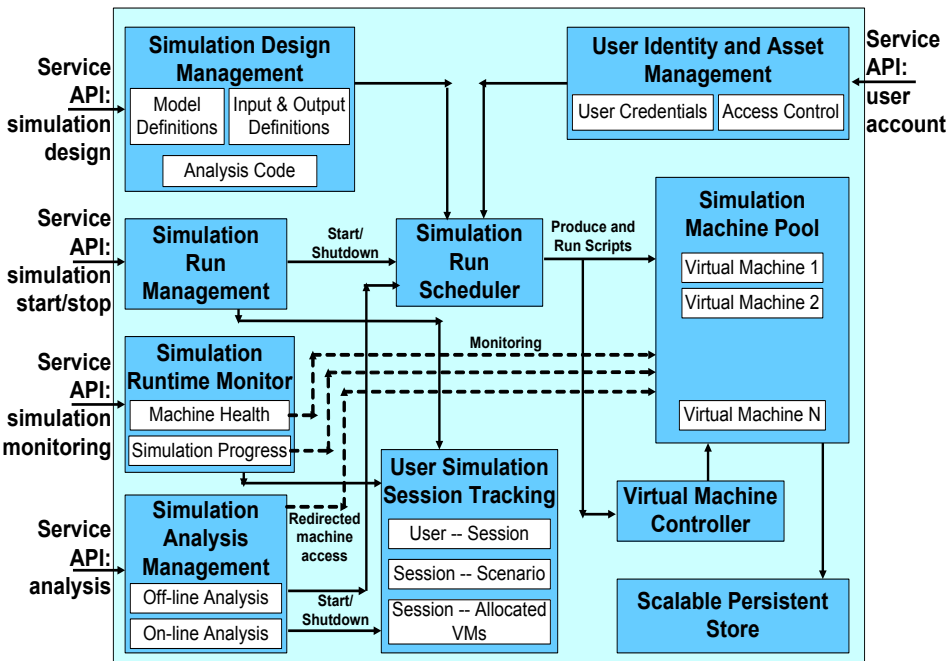 Service
API:
simulation
design
Simulation Design
Management
Model
Definitions
Input & Output
Definitions
Analysis Code
User Identity and Asset
Management
User Credentials
Access Control
Service
API:
user
account
Service
API:
simulation
start/stop
Simulation
Run
Management
Start/
Shutdown
Simulation
Run
Scheduler
Produce and
Run Scripts
Simulation
Machine Pool
Virtual Machine 1
Virtual Machine 2
Virtual Machine N
Service
API:
simulation
monitoring
Simulation
Runtime Monitor
Machine Health
Simulation Progress
Monitoring
User Simulation
Session Tracking
User -- Session
Session -- Scenario
Session -- Allocated
VMs
Virtual Machine
Controller
Service
API:
analysis
Simulation
Analysis
Management
Off-line Analysis
On-line Analysis
Redirected
machine
access
Start/
Shutdown
Scalable Persistent
Store